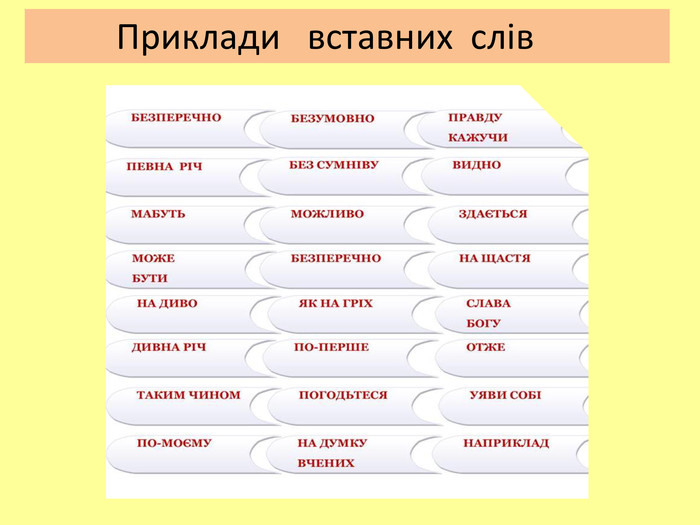 Приклади вставних слів
БЕЗПЕРЕЧНО
БЕЗУМОВНО
ПРАВДУ
КАЖУЧИ
ПЕВНА РІЧ
БЕЗ СУМНІВУ
ВИДНО
МАБУТЬ
МОЖЛИВО
ЗДАЄТЬСЯ
МОЖЕ
БУТИ
БЕЗПЕРЕЧНО
НА ЩАСТЯ
НА ДИВО
ЯК НА ГРІХ
СЛАВА
БОГУ
ДИВНА РІЧ
ПО-ПЕРШЕ
ОТЖЕ
ТАКИМ ЧИНОМ
ПОГОДЬТЕСЯ
УЯВИ СОБІ
ПО-МОЄМУ
НА ДУМКУ
ВЧЕНИХ
НАПРИКЛАД